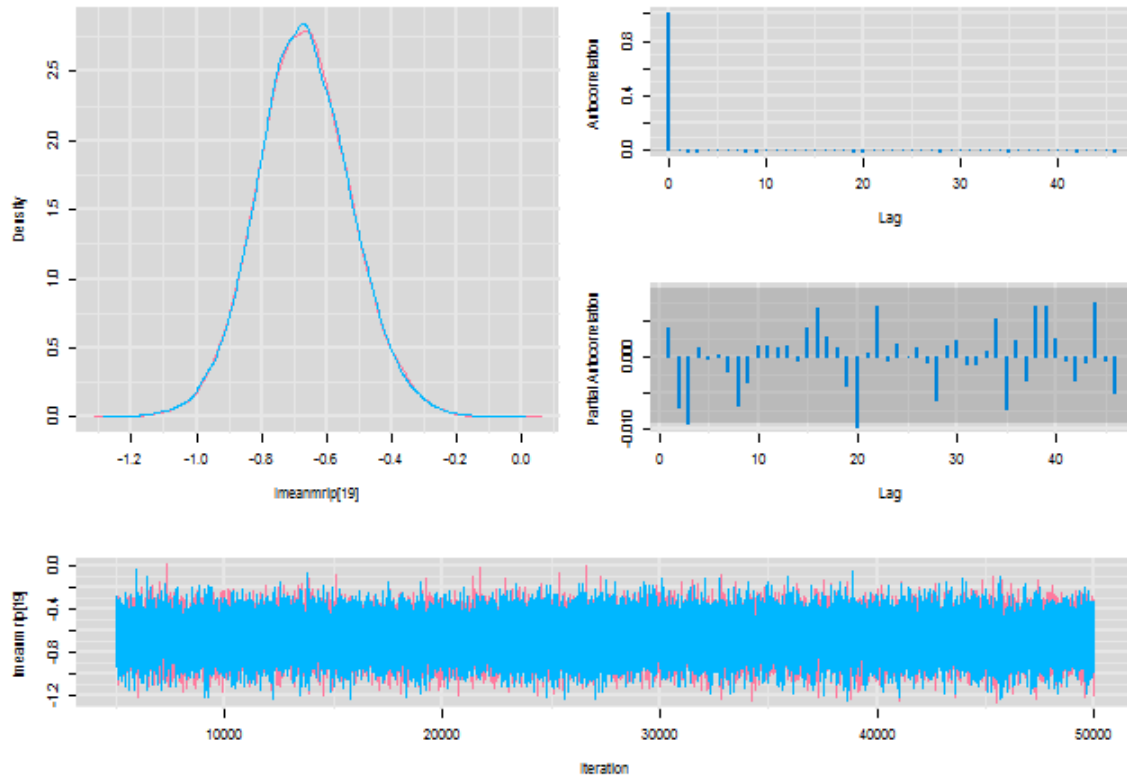 Density
2.5
2.0
1.5
1.0
0.5
0.0
-1.2 -1.0 -0.8 -0.6 -0.4 -0.2 0.0
lmeanmrip[19]
Autocorrelation
0.8
0.4
0.0
0 10 20 30 40
Lag
Partial Autocorrelation
0.000
-0.010
0 10 20 30 40
Lag
lmeanmrip[19]
0.0
-0.4
-0.8
-1.2
10000 20000 30000 40000 50000
Iteration